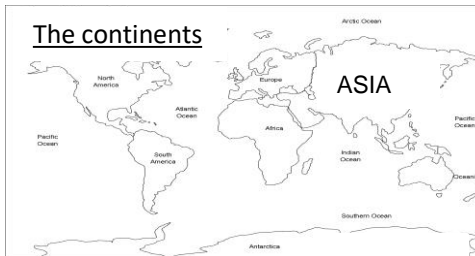 The continents
Arctic Ocean
North
America
Europe
ASIA
Atlantic
Ocean
Pacific
Ocean
Africa
Pacific
Ocean
Indian
Ocean
South
America
Oceani
Southern Ocean
Antarctica